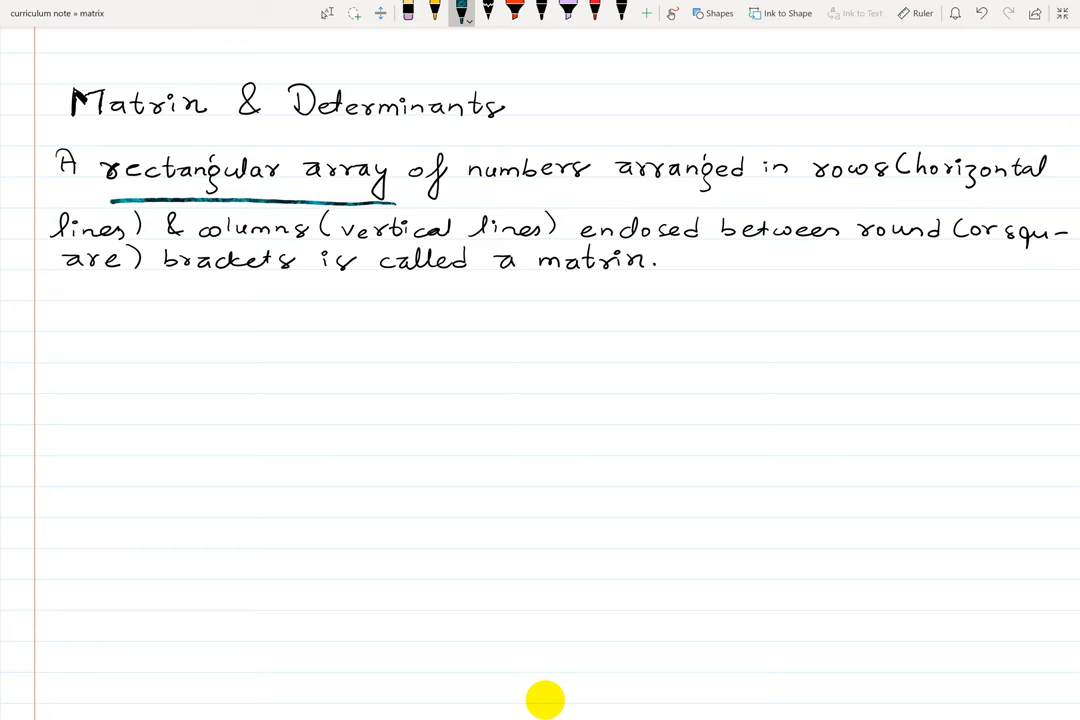 curriculum note » matrix
Shapes Ink to Shape Ink to Text Ruler
Matrix & Determinants
A rectangular array of numbers arranged in rows (horizontal
lines) & columns (vertical lines) enclosed between round (or squ-
are) brackets is called a matrix.